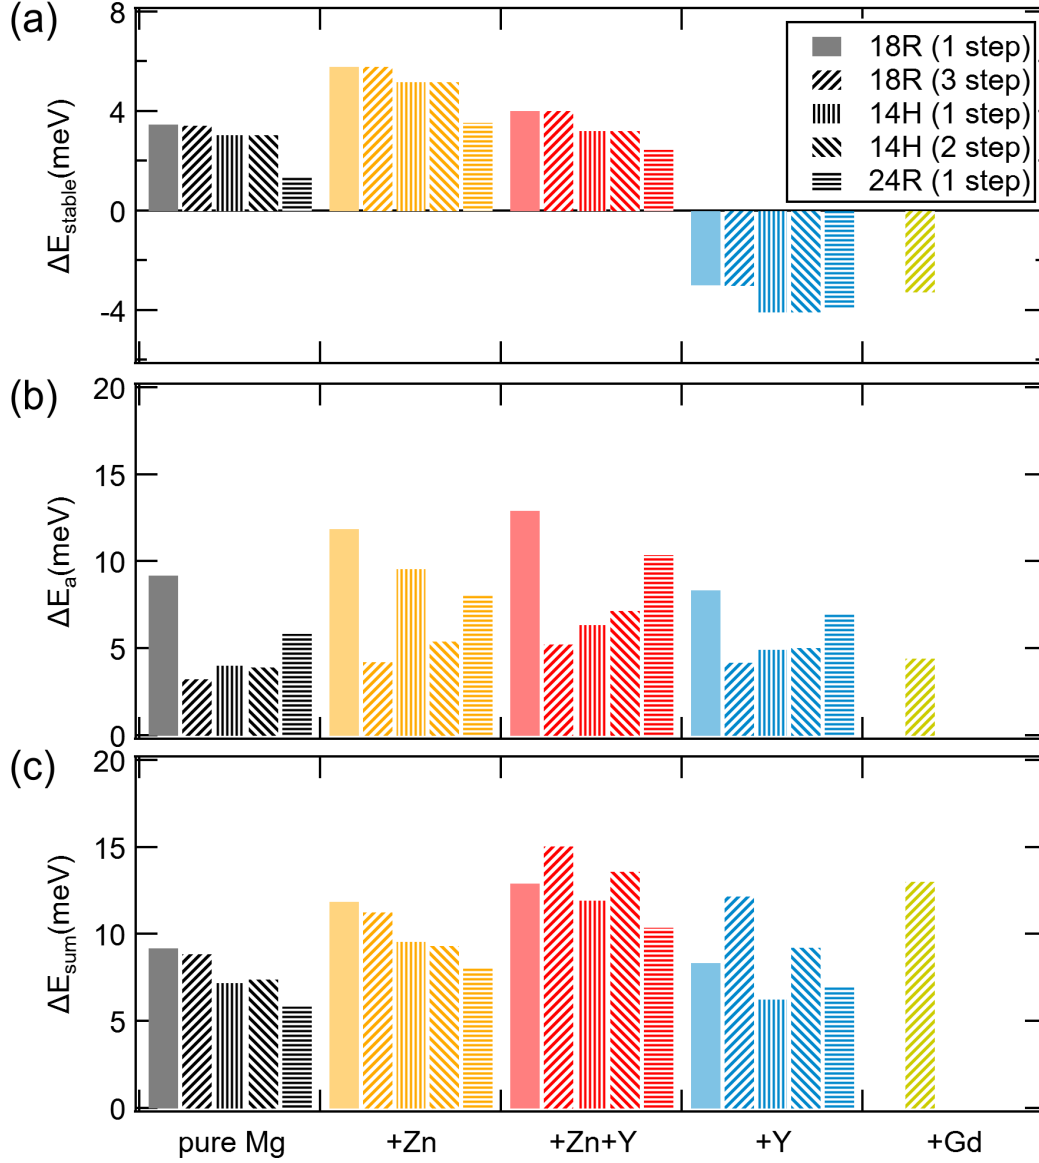 (a)
8
4
0
-4
ΔE_stable(meV)
18R (1 step)
18R (3 step)
14H (1 step)
14H (2 step)
24R (1 step)
(b)
20
15
10
5
0
ΔE_a(meV)
(c)
20
15
10
5
0
ΔE_sum(meV)
pure Mg +Zn +Zn+Y +Y +Gd